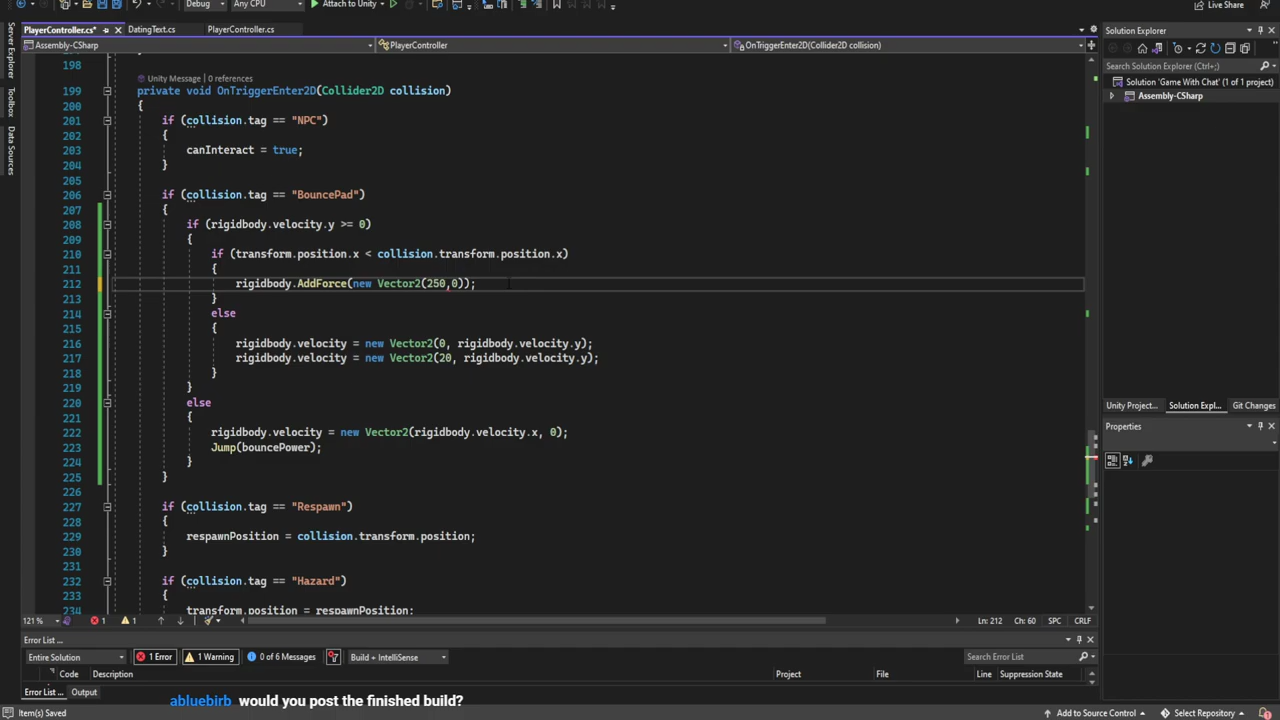 Debug Any CPU Attach to Unity Live Share
PlayerController.cs* DatingText.cs PlayerController.cs
Assembly-CSharp PlayerController OnTriggerEnter2D(Collider2D collision)
Server Explorer
Toolbox
Data Sources
198
Unity Message | 0 references
199 private void OnTriggerEnter2D(Collider2D collision)
200 {
201 if (collision.tag == "NPC")
202 {
203 canInteract = true;
204 }
205
206 if (collision.tag == "BouncePad")
207 {
208 if (rigidbody.velocity.y >= 0)
209 {
210 if (transform.position.x < collision.transform.position.x)
211 {
212 rigidbody.AddForce(new Vector2(250,0));
213 }
214 else
215 {
216 rigidbody.velocity = new Vector2(0, rigidbody.velocity.y);
217 rigidbody.velocity = new Vector2(20, rigidbody.velocity.y);
218 }
219 }
220 else
221 {
222 rigidbody.velocity = new Vector2(rigidbody.velocity.x, 0);
223 Jump(bouncePower);
224 }
225 }
226
227 if (collision.tag == "Respawn")
228 {
229 respawnPosition = collision.transform.position;
230 }
231
232 if (collision.tag == "Hazard")
233 {
234 transform.position = respawnPosition;
121 % 1 1 Ln: 212 Ch: 60 SPC CRLF
Solution Explorer
Search Solution Explorer (Ctrl+;)
Solution 'Game With Chat' (1 of 1 project)
Assembly-CSharp
Unity Project... Solution Expl... Git Changes
Properties
Error List ...
Entire Solution 1 Error 1 Warning 0 of 6 Messages Build + IntelliSense Search Error List
Code Description Project File Line Suppression State
Error List ... Output
abluebirb would you post the finished build?
Item(s) Saved Add to Source Control Select Repository